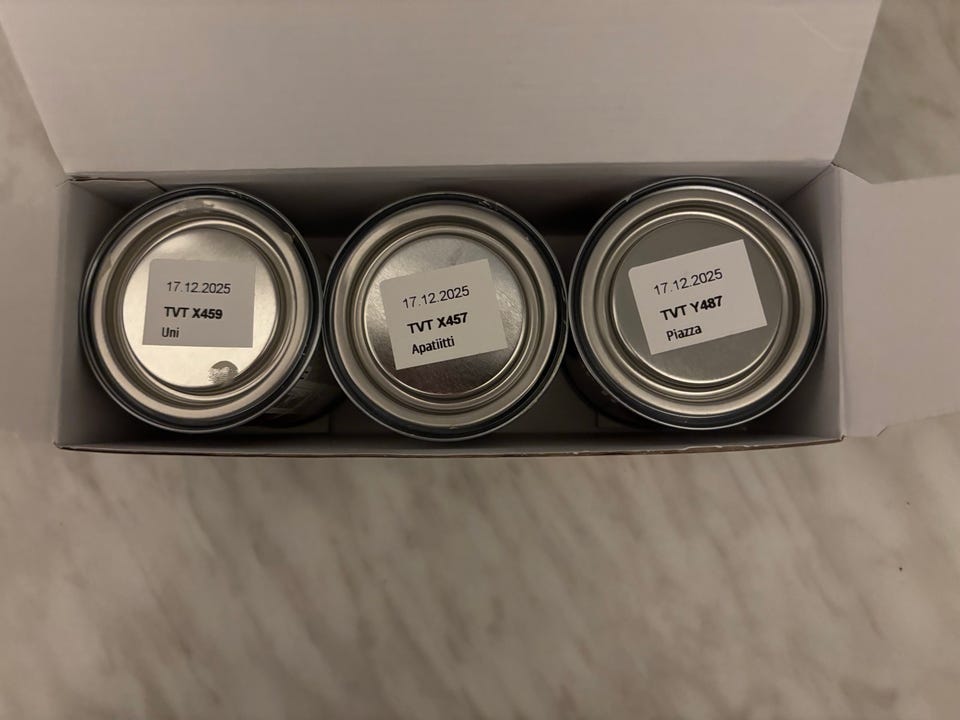 17.12.2025
TVT X459
Uni
17.12.2025
TVT X457
Apatiitti
17.12.2025
TVT Y487
Piazza